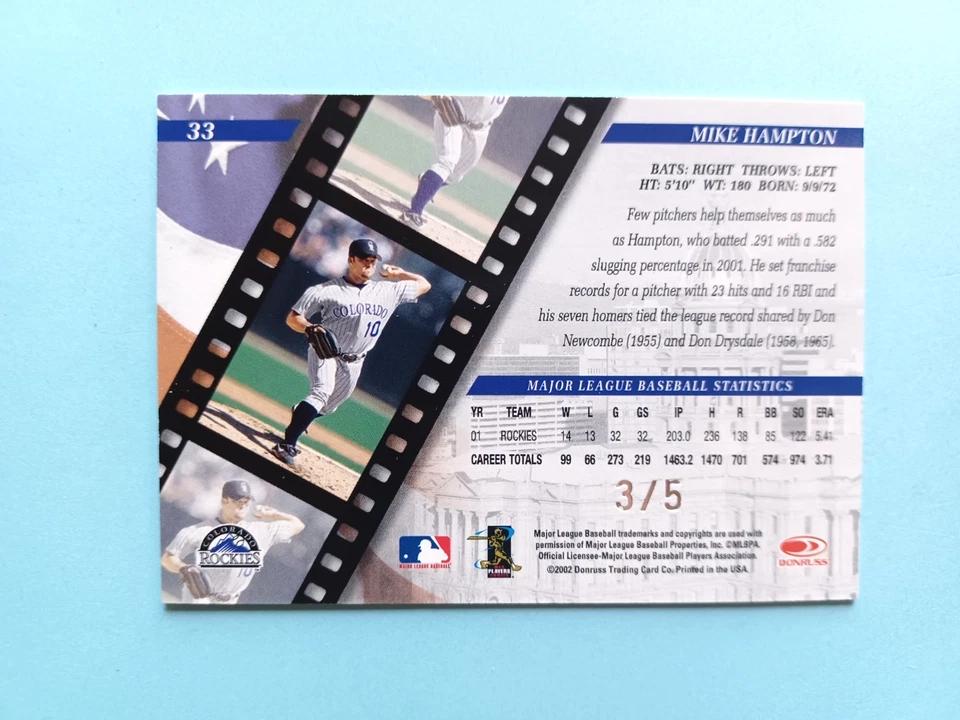 33
MIKE HAMPTON
BATS: RIGHT THROWS: LEFT
HT: 5'10" WT: 180 BORN: 9/9/72
Few pitchers help themselves as much
as Hampton, who batted .291 with a .582
slugging percentage in 2001. He set franchise
records for a pitcher with 23 hits and 16 RBI and
his seven homers tied the league record shared by Don
Newcombe (1955) and Don Drysdale (1958, 1965).
COLORADO
10
MAJOR LEAGUE BASEBALL STATISTICS
YR TEAM W L G GS IP H R BB SO ERA
01 ROCKIES 14 13 32 32 203.0 236 138 85 122 5.41
CAREER TOTALS 99 66 273 219 1463.2 1470 701 574 974 3.71
3/5
COLORADO
ROCKIES
10
MAJOR LEAGUE BASEBALL
PLAYERS
Major League Baseball trademarks and copyrights are used with
permission of Major League Baseball Properties, Inc. ©MLBPA.
Official Licensee-Major League Baseball Players Association.
©2002 Donruss Trading Card Co. Printed in the USA.
DONRUSS